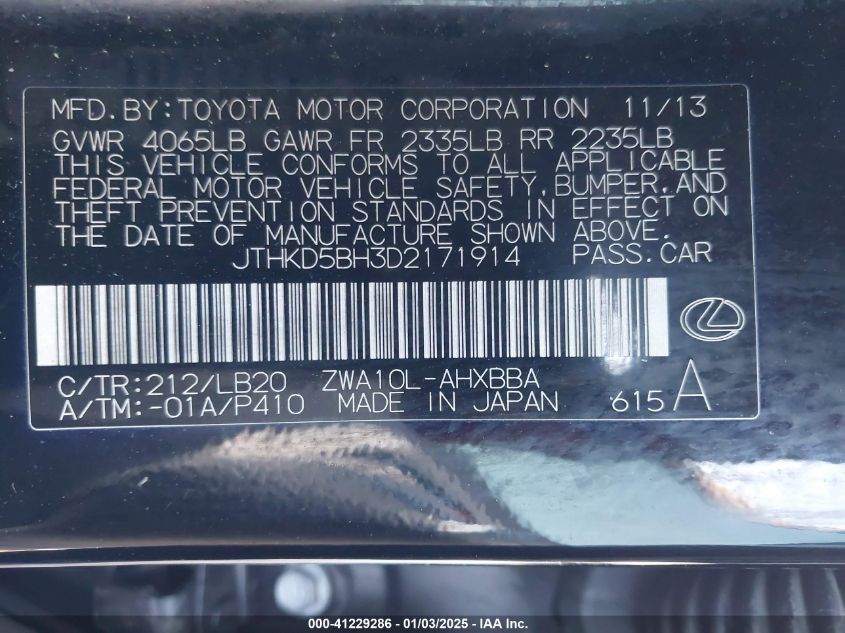 MFD.BY:TOYOTA MOTOR CORPORATION 11/13
GVWR 4065LB GAWR FR 2335LB RR 2235LB
THIS VEHICLE CONFORMS TO ALL APPLICABLE
FEDERAL MOTOR VEHICLE SAFETY,BUMPER,AND
THEFT PREVENTION STANDARDS IN EFFECT ON
THE DATE OF MANUFACTURE SHOWN ABOVE.
JTHKD5BH3D2171914 PASS.CAR
C/TR:212/LB20 ZWA10L-AHXBBA
A/TM:-01A/P410 MADE IN JAPAN 615 A
000-41229286 - 01/03/2025 - IAA Inc.